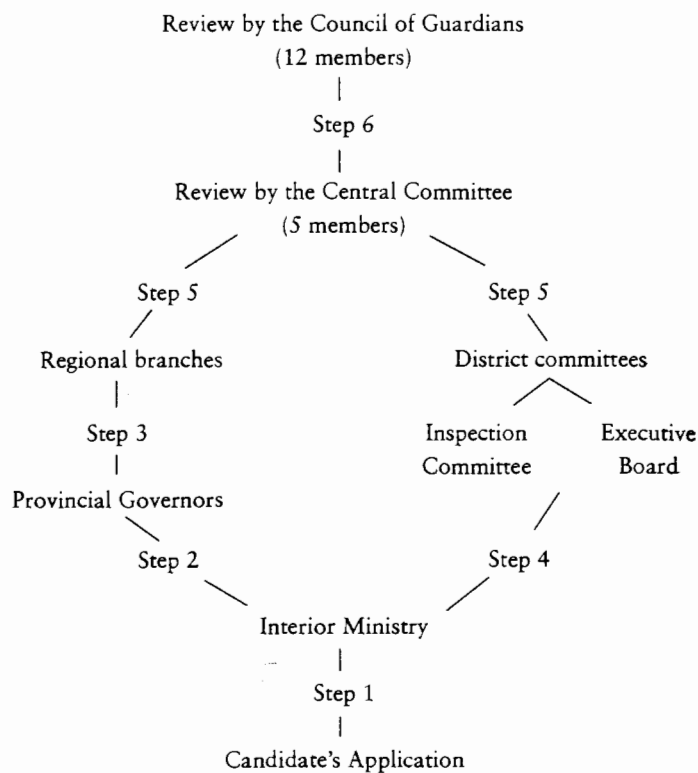 Review by the Council of Guardians
(12 members)
Step 6
Review by the Central Committee
(5 members)
Step 5
Step 5
Regional branches
District committees
Step 3
Inspection
Committee
Executive
Board
Provincial Governors
Step 2
Step 4
Interior Ministry
Step 1
Candidate's Application